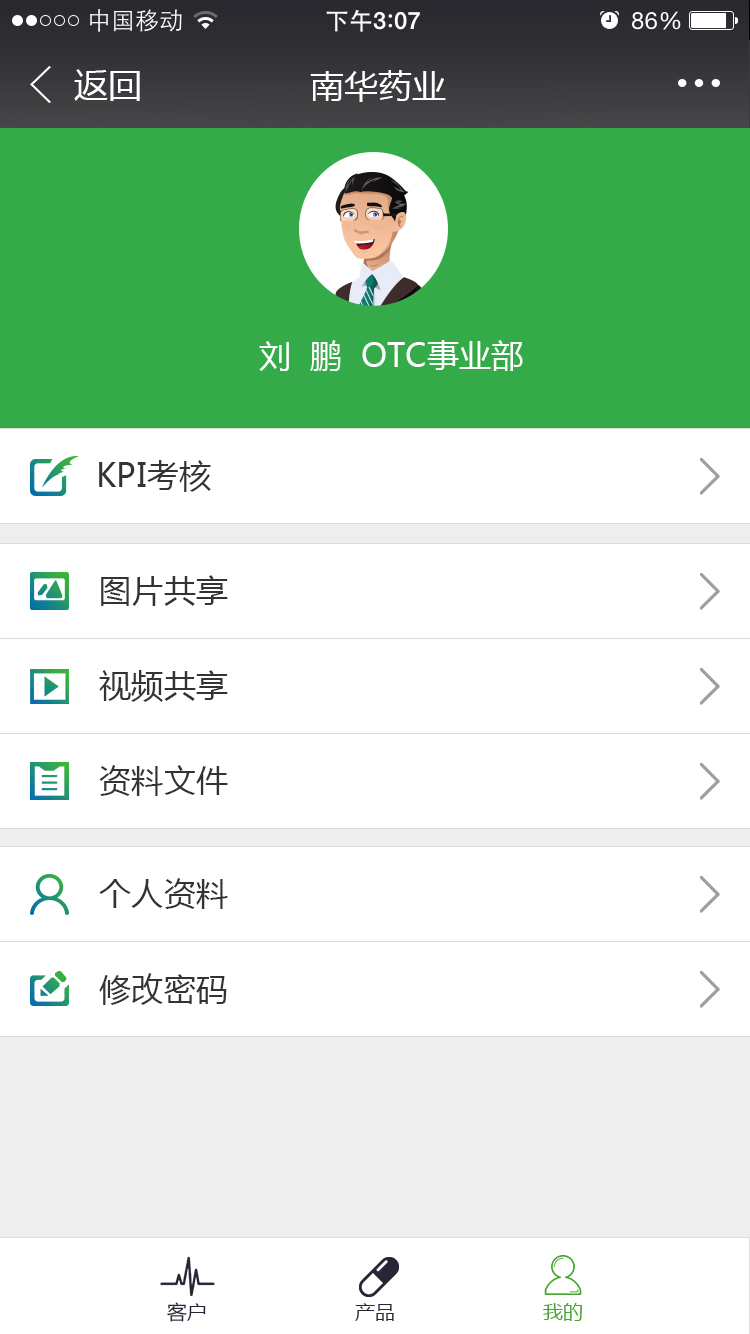 中国移动 下午3:07 86%
返回 南华药业
刘 鹏 OTC事业部
KPI考核
图片共享
视频共享
资料文件
个人资料
修改密码
客户 产品 我的